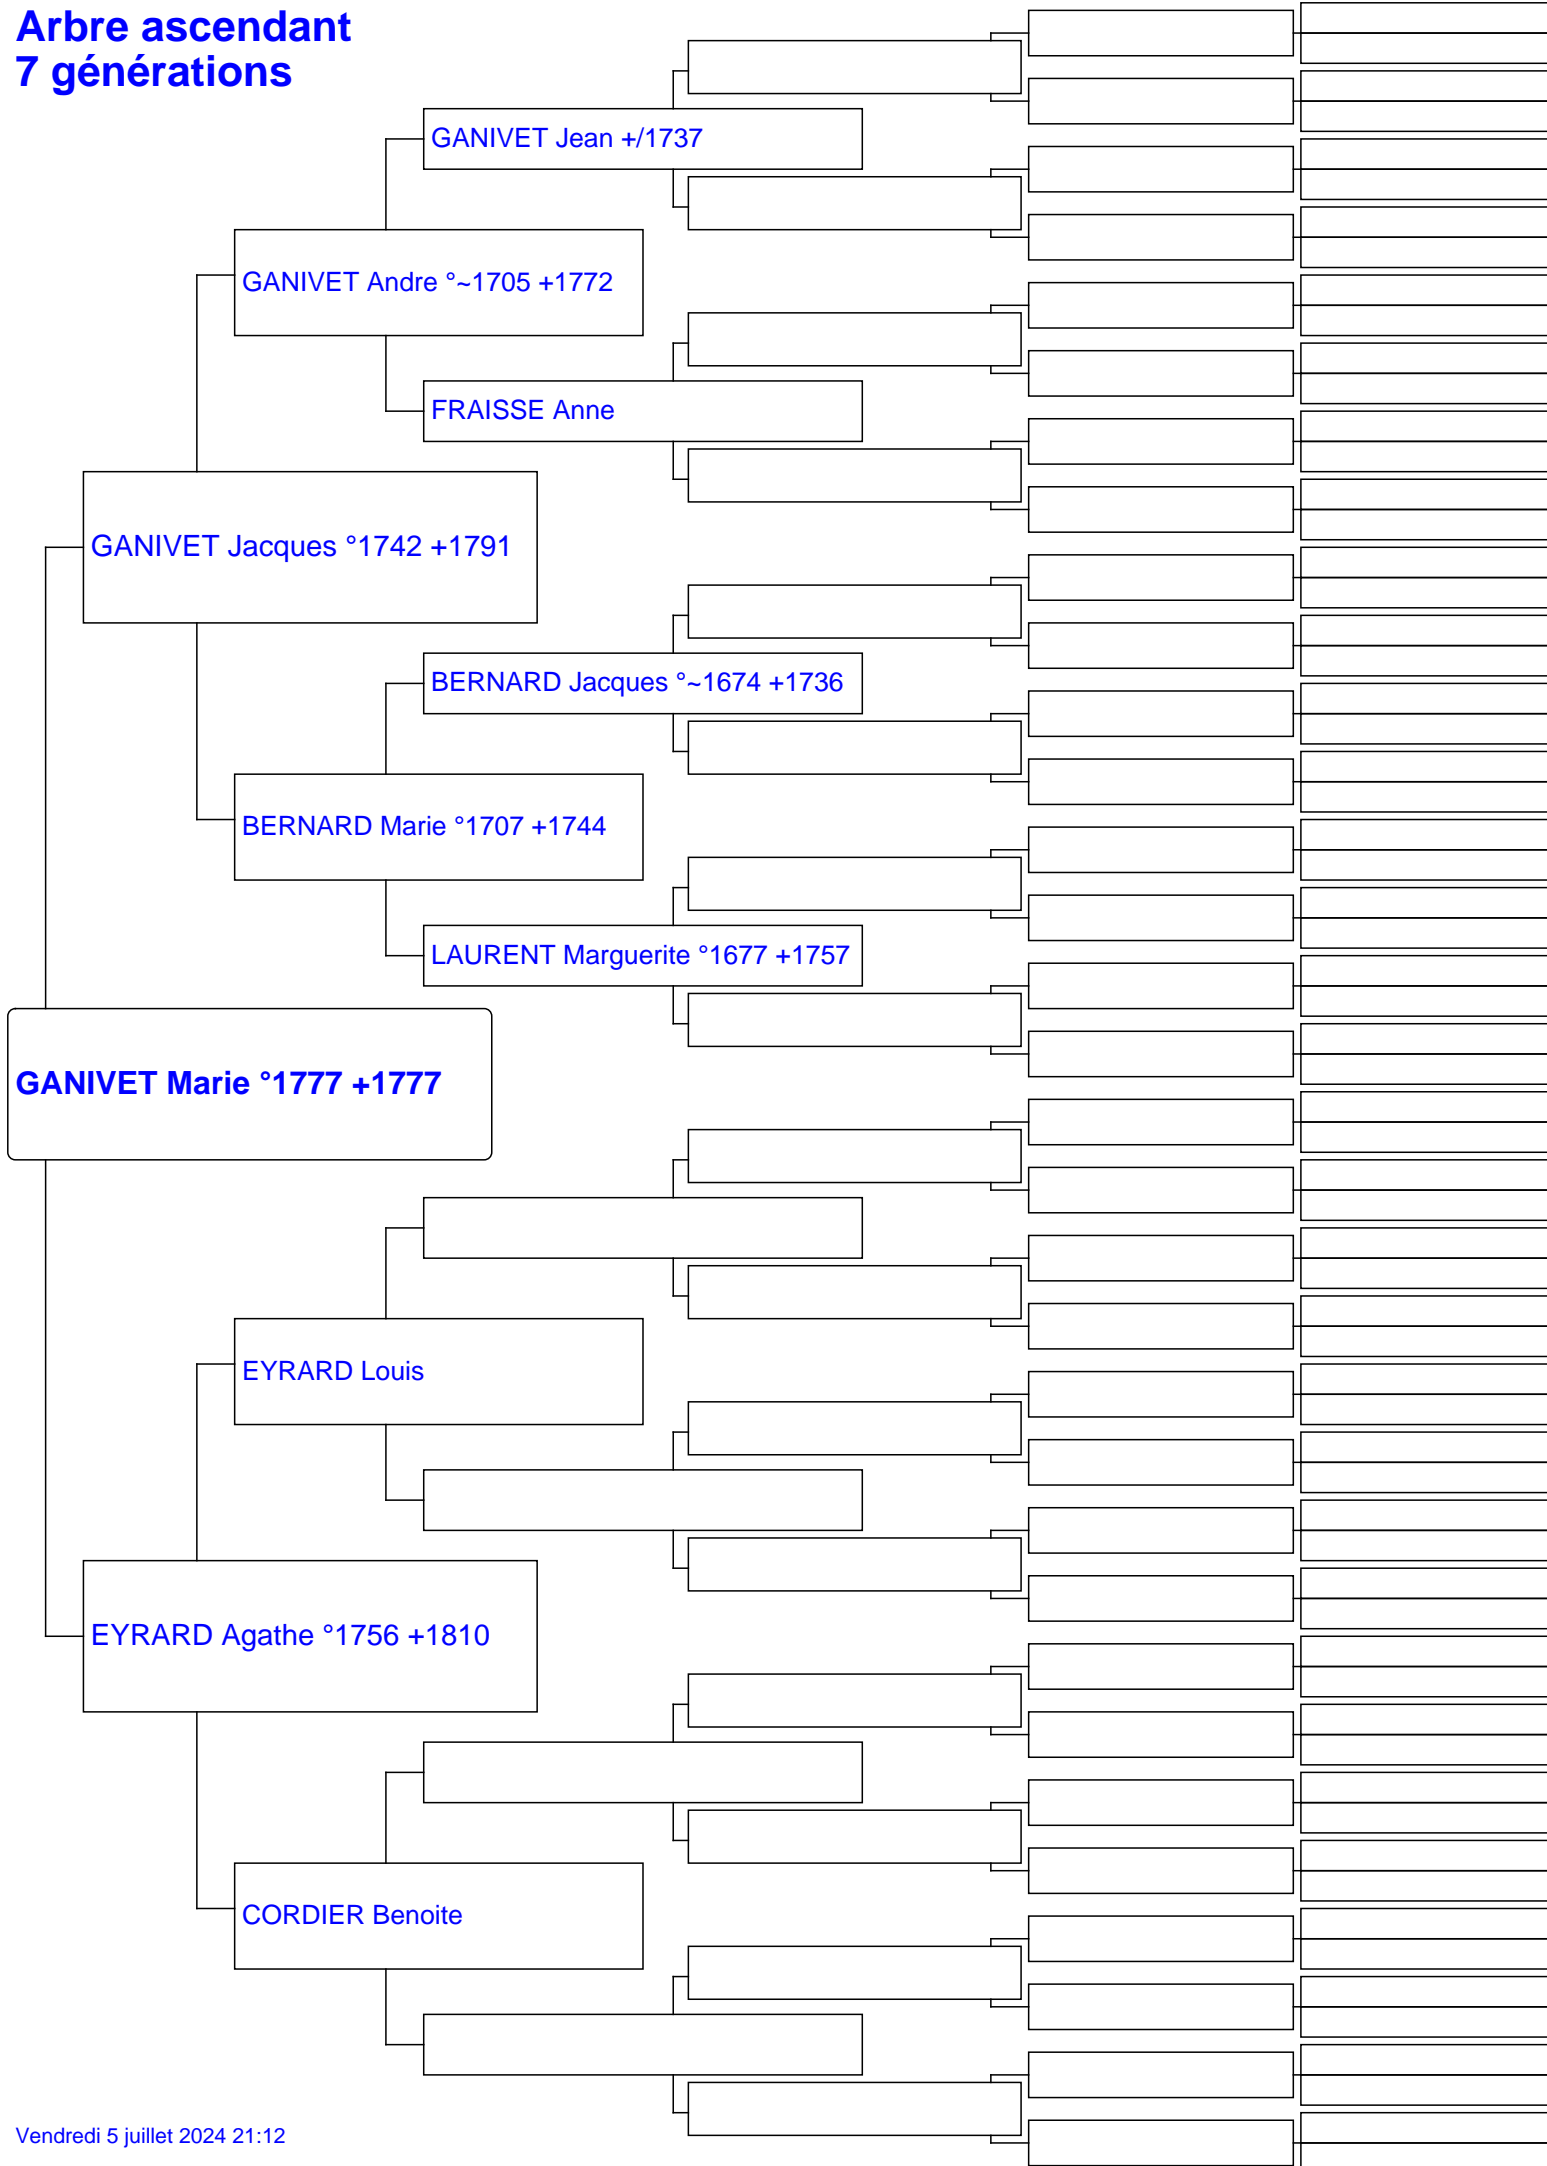 Arbre ascendant
7 générations
GANIVET Jean +/1737
GANIVET Andre °~1705 +1772
FRAISSE Anne
GANIVET Jacques °1742 +1791
BERNARD Jacques °~1674 +1736
BERNARD Marie °1707 +1744
LAURENT Marguerite °1677 +1757
GANIVET Marie °1777 +1777
EYRARD Louis
EYRARD Agathe °1756 +1810
CORDIER Benoite
Vendredi 5 juillet 2024 21:12